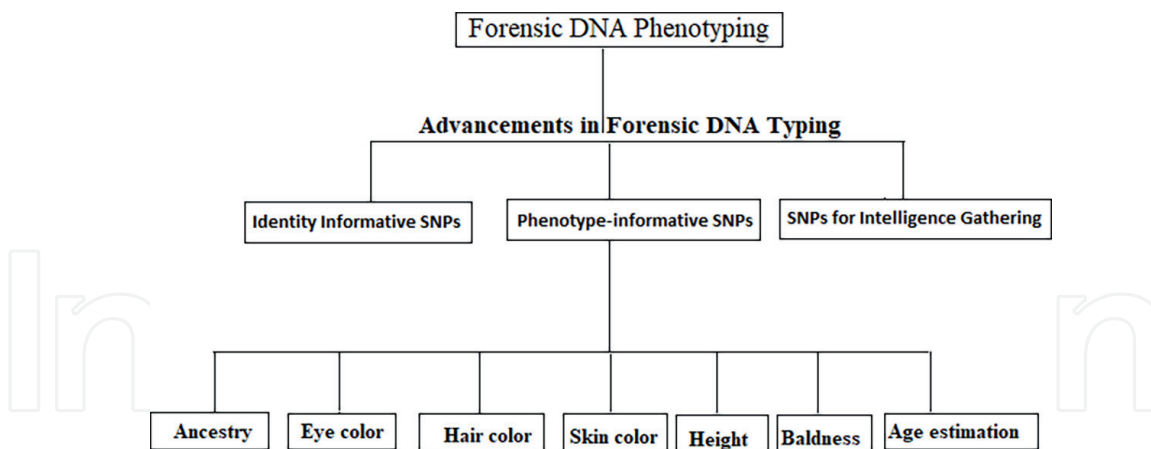 Forensic DNA Phenotyping
Advancements in Forensic DNA Typing
Identity Informative SNPs
Phenotype-informative SNPs
SNPs for Intelligence Gathering
Ancestry
Eye color
Hair color
Skin color
Height
Baldness
Age estimation
In
n